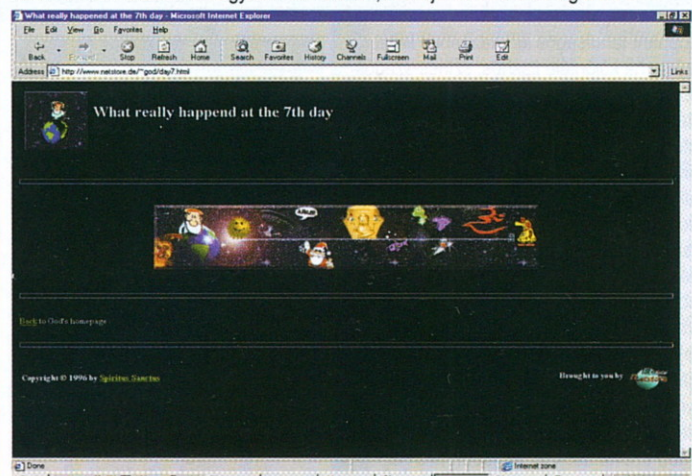 What really happened at the 7th day - Microsoft Internet Explorer
File Edit View Go Favorites Help
Back Stop Refresh Home Search Favorites History Channels Fullscreen Mail Print Edit
Address http://www.netstore.de/~god/day7.html Links
What really happend at the 7th day
Back to God's homepage
Copyright © 1996 by Spiritus Sanctus
Brought to you by
Done
Internet zone